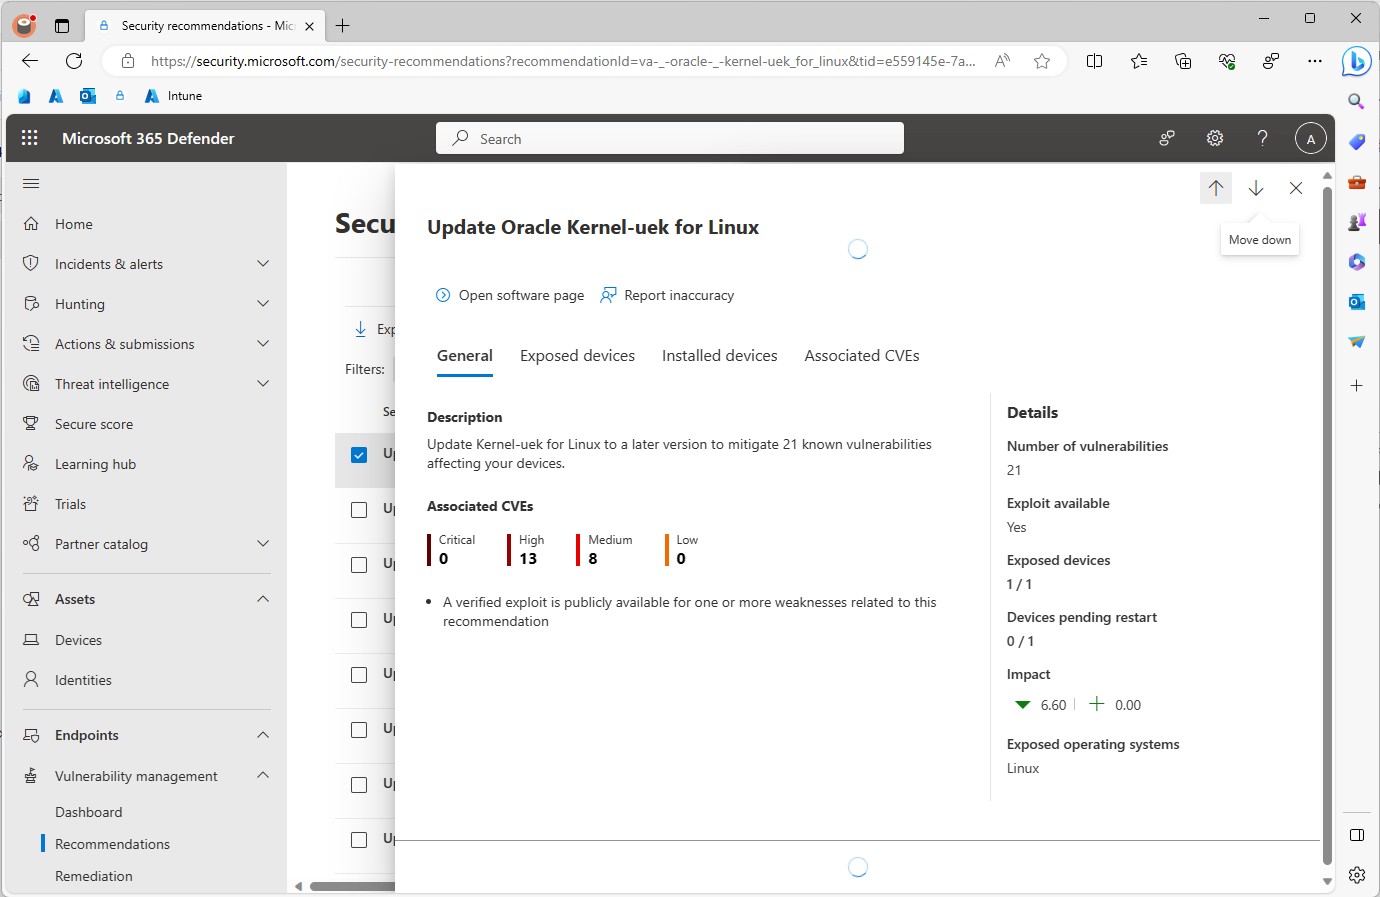 Security recommendations - Mic
https://security.microsoft.com/security-recommendations?recommendationId=va-_-oracle-_-kernel-uek_for_linux&tid=e559145e-7a...
Intune
Microsoft 365 Defender
Search
A
Home
Incidents & alerts
Hunting
Actions & submissions
Threat intelligence
Secure score
Learning hub
Trials
Partner catalog
Assets
Devices
Identities
Endpoints
Vulnerability management
Dashboard
Recommendations
Remediation
Secu
Exp
Filters:
Se
Up
Up
Up
Up
Up
Up
Up
Up
Move down
Update Oracle Kernel-uek for Linux
Open software page
Report inaccuracy
General
Exposed devices
Installed devices
Associated CVEs
Description
Update Kernel-uek for Linux to a later version to mitigate 21 known vulnerabilities
affecting your devices.
Associated CVEs
Critical
0
High
13
Medium
8
Low
0
A verified exploit is publicly available for one or more weaknesses related to this
recommendation
Details
Number of vulnerabilities
21
Exploit available
Yes
Exposed devices
1 / 1
Devices pending restart
0 / 1
Impact
6.60 | + 0.00
Exposed operating systems
Linux